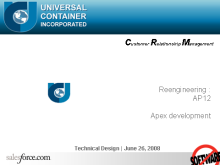 UNIVERSAL
CONTAINER
INCORPORATED
Customer Relationship Management
Reengineering :
AP12
Apex development
Technical Design | June 26, 2008
salesforce.com
SOFTWARE